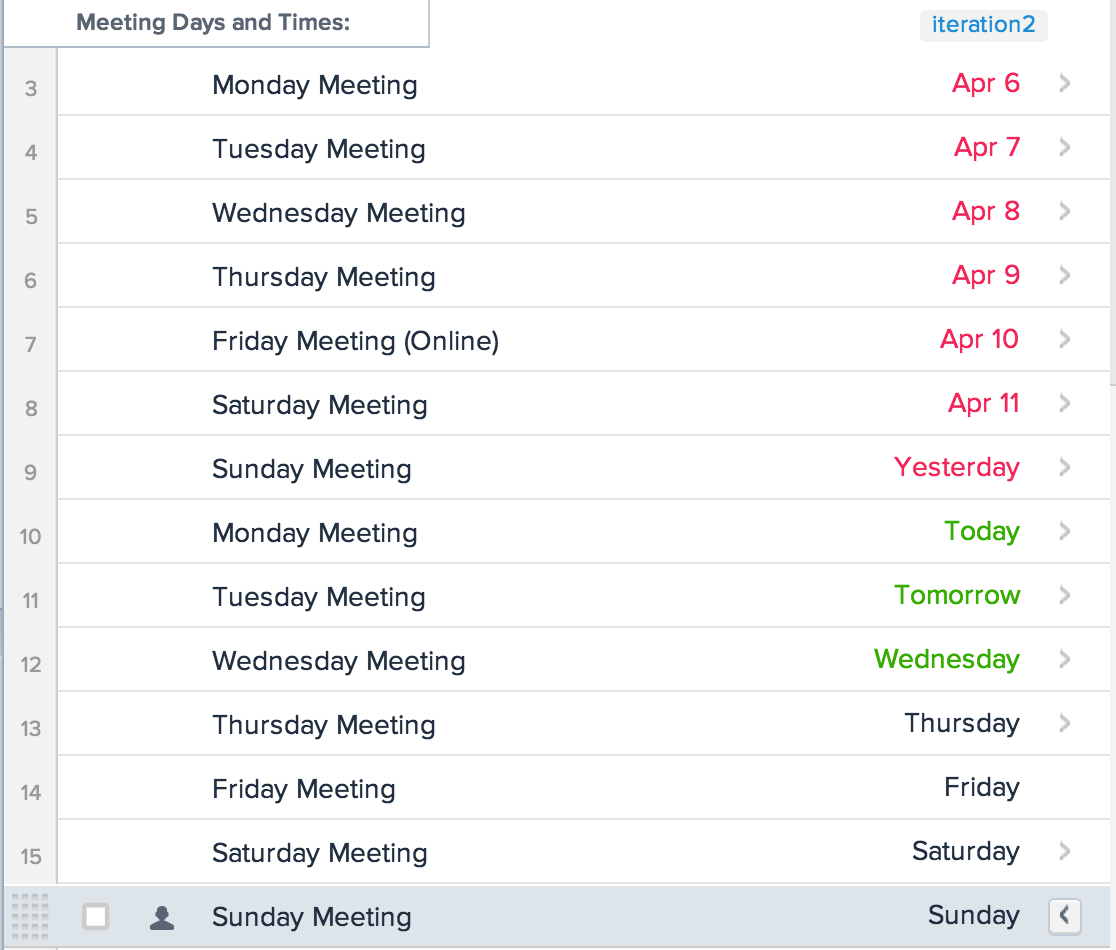 Meeting Days and Times:
iteration2
3 Monday Meeting Apr 6
4 Tuesday Meeting Apr 7
5 Wednesday Meeting Apr 8
6 Thursday Meeting Apr 9
7 Friday Meeting (Online) Apr 10
8 Saturday Meeting Apr 11
9 Sunday Meeting Yesterday
10 Monday Meeting Today
11 Tuesday Meeting Tomorrow
12 Wednesday Meeting Wednesday
13 Thursday Meeting Thursday
14 Friday Meeting Friday
15 Saturday Meeting Saturday
Sunday Meeting Sunday